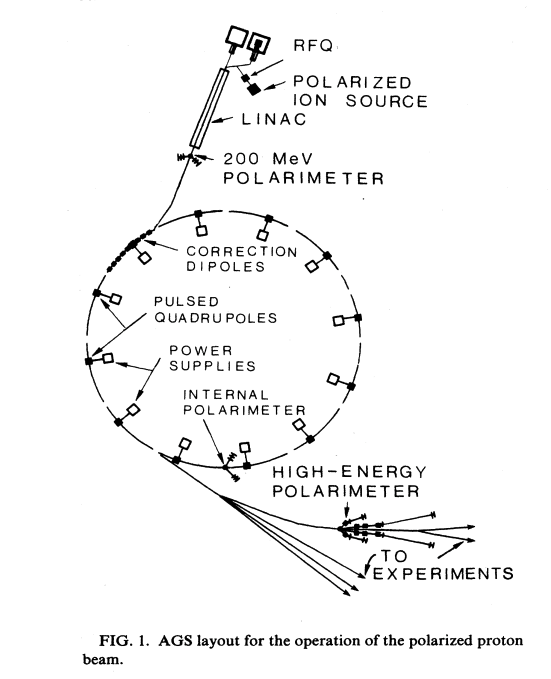 RFQ
POLARIZED
ION SOURCE
LINAC
200 MeV
POLARIMETER
CORRECTION
DIPOLES
PULSED
QUADRUPOLES
POWER
SUPPLIES
INTERNAL
POLARIMETER
HIGH-ENERGY
POLARIMETER
TO
EXPERIMENTS
FIG. 1. AGS layout for the operation of the polarized proton
beam.